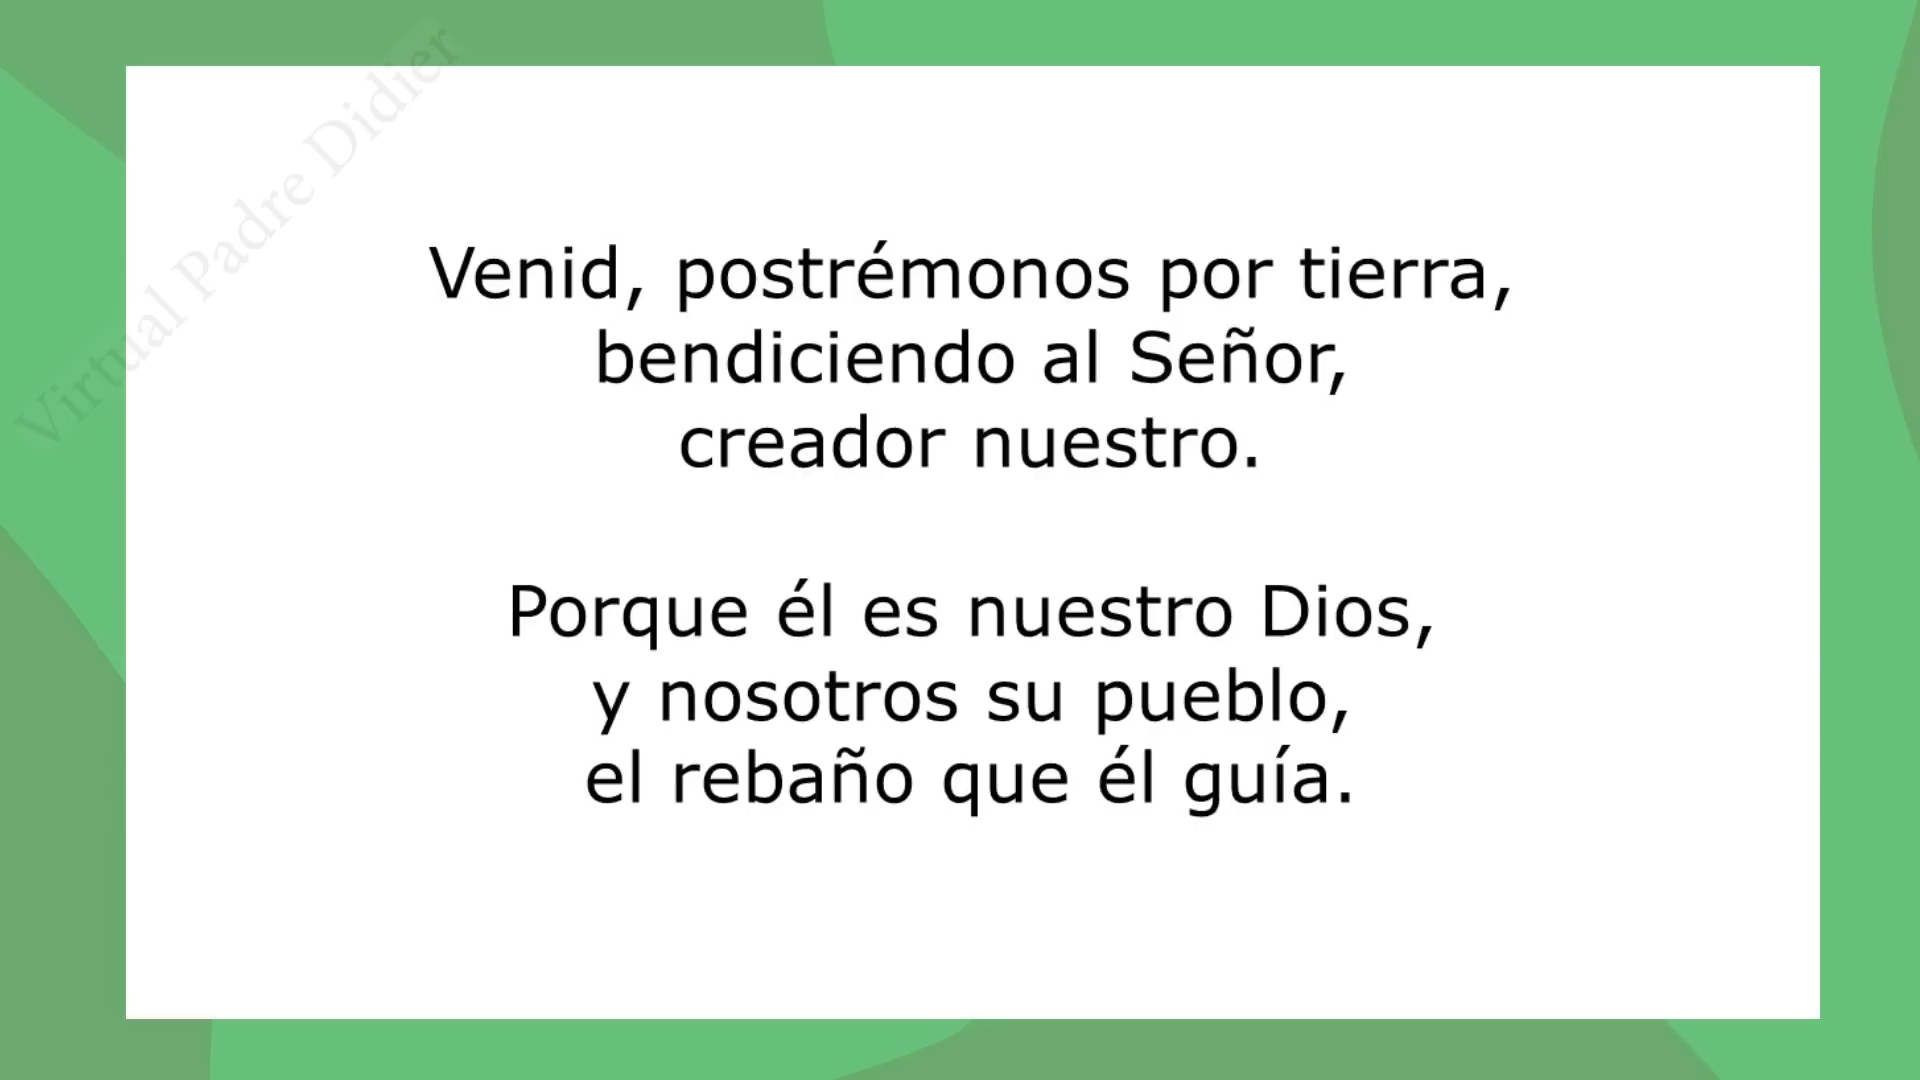 Virtual Padre Didier
Venid, postrémonos por tierra,
bendiciendo al Señor,
creador nuestro.
Porque él es nuestro Dios,
y nosotros su pueblo,
el rebaño que él guía.